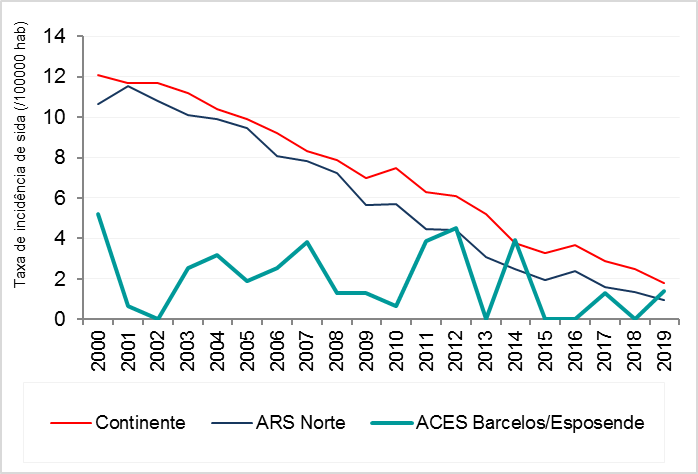 Taxa de incidência de sida (/100000 hab)
14
12
10
8
6
4
2
0
2000 2001 2002 2003 2004 2005 2006 2007 2008 2009 2010 2011 2012 2013 2014 2015 2016 2017 2018 2019
Continente ARS Norte ACES Barcelos/Esposende